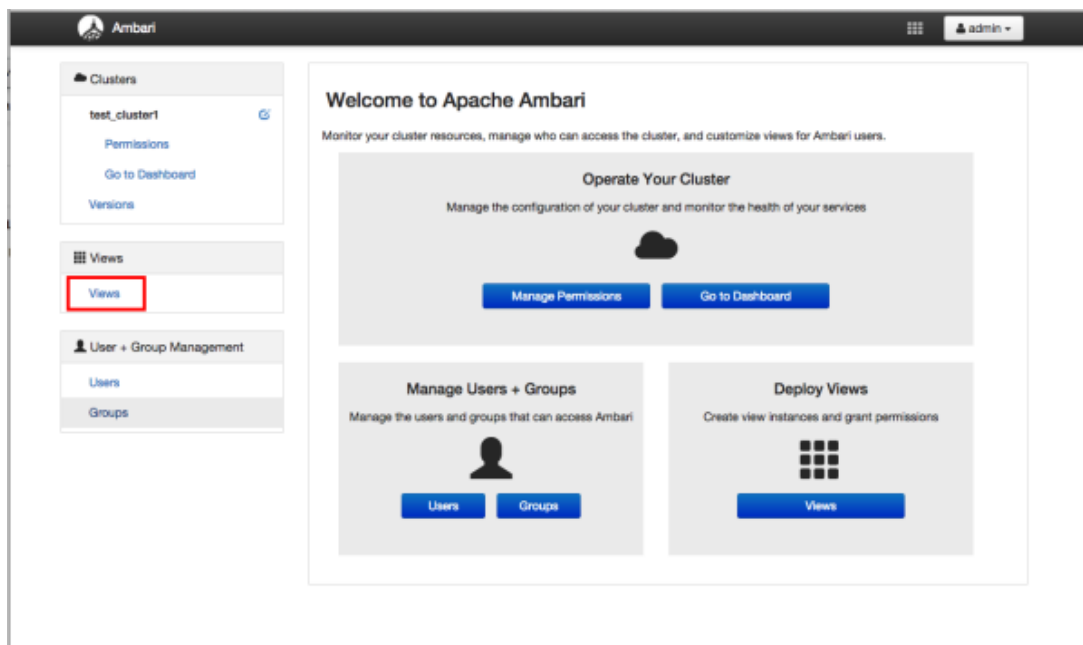 Ambari
admin
Clusters
test_cluster1
Permissions
Go to Dashboard
Versions
Views
Views
User + Group Management
Users
Groups
Welcome to Apache Ambari
Monitor your cluster resources, manage who can access the cluster, and customize views for Ambari users.
Operate Your Cluster
Manage the configuration of your cluster and monitor the health of your services
Manage Permissions Go to Dashboard
Manage Users + Groups
Manage the users and groups that can access Ambari
Users Groups
Deploy Views
Create view instances and grant permissions
Views